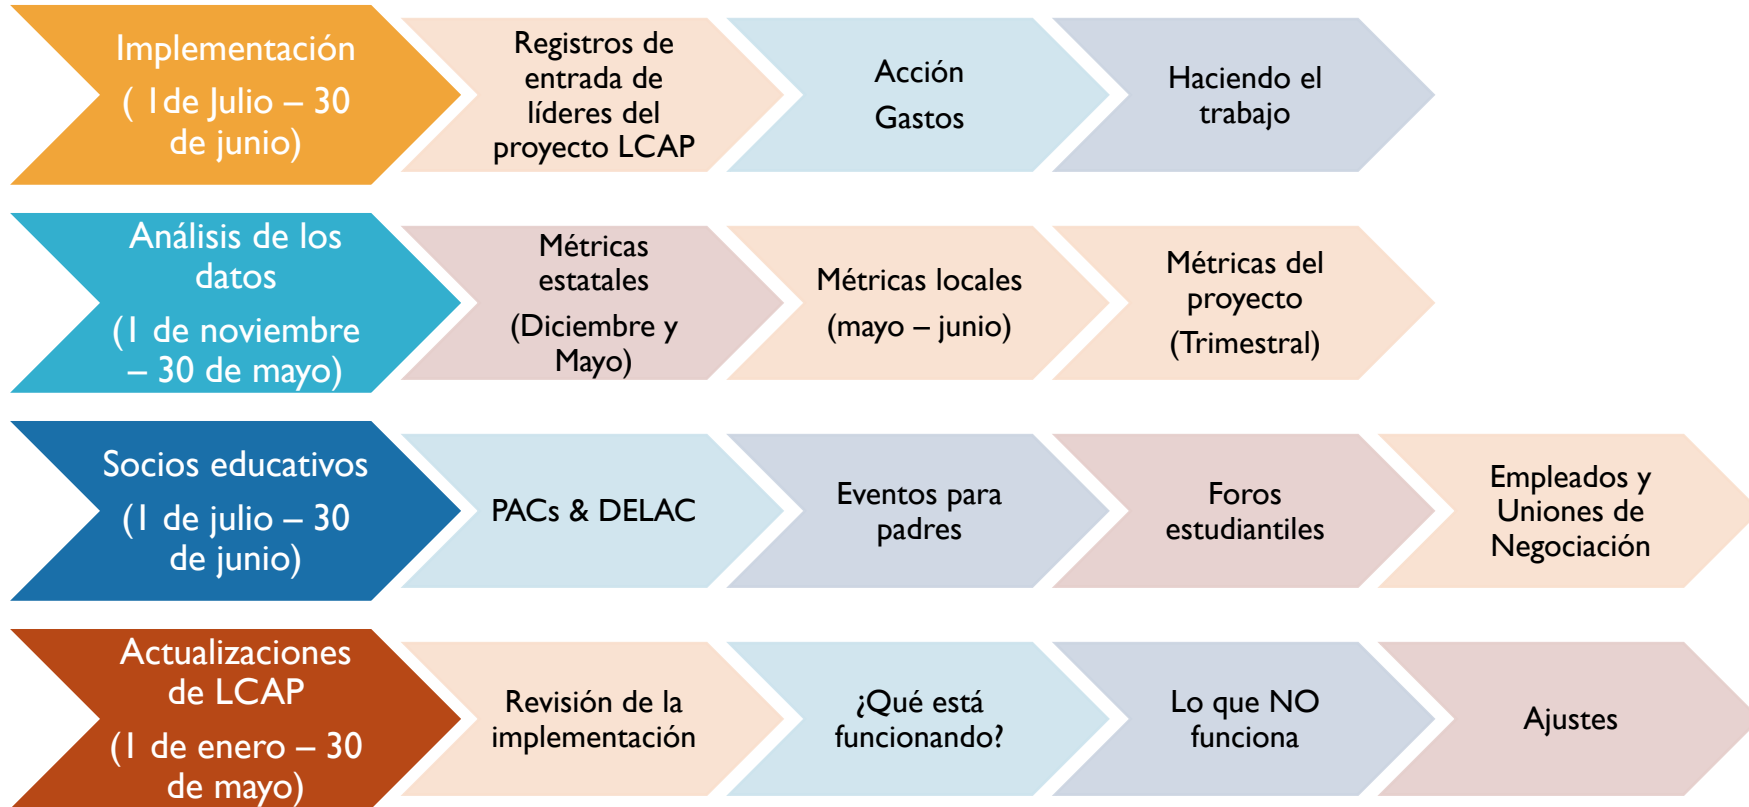 Implementación
( 1de Julio – 30
de junio)
Registros de
entrada de
líderes del
proyecto LCAP
Acción
Gastos
Haciendo el
trabajo
Análisis de los
datos
(1 de noviembre
– 30 de mayo)
Métricas
estatales
(Diciembre y
Mayo)
Métricas locales
(mayo – junio)
Métricas del
proyecto
(Trimestral)
Socios educativos
(1 de julio – 30
de junio)
PACs & DELAC
Eventos para
padres
Foros
estudiantiles
Empleados y
Uniones de
Negociación
Actualizaciones
de LCAP
(1 de enero – 30
de mayo)
Revisión de la
implementación
¿Qué está
funcionando?
Lo que NO
funciona
Ajustes